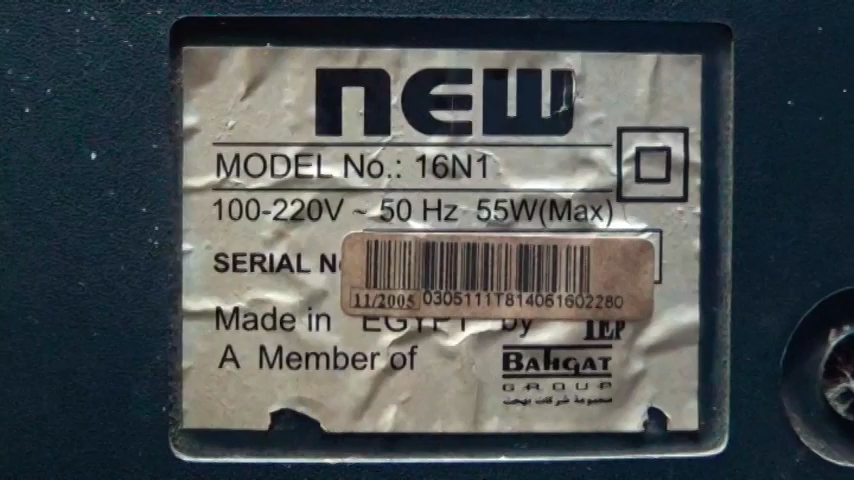 new
MODEL No.: 16N1
100-220V ~ 50 Hz 55W(Max)
SERIAL N
11/2005 0305111T814061602280
Made in EGYPT by IEP
A Member of BAHGAT
GROUP
مجموعة شركات بهجت